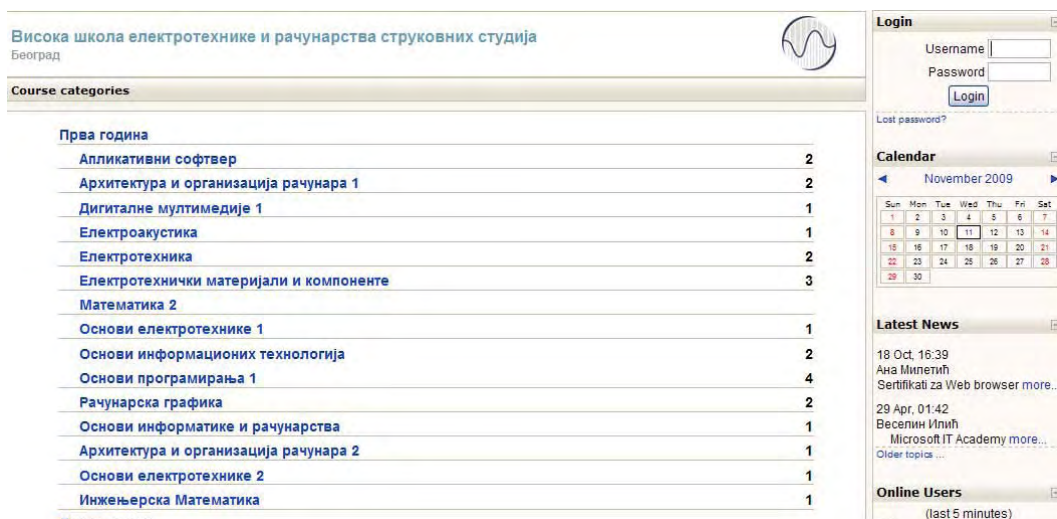 Висока школа електротехнике и рачунарства струковних студија
Београд
Course categories
Прва година
Апликативни софтвер 2
Архитектура и организација рачунара 1 2
Дигиталне мултимедије 1 1
Електроакустика 1
Електротехника 2
Електротехнички материјали и компоненте 3
Математика 2
Основи електротехнике 1 1
Основи информационих технологија 2
Основи програмирања 1 4
Рачунарска графика 2
Основи информатике и рачунарства 1
Архитектура и организација рачунара 2 1
Основи електротехнике 2 1
Инжењерска Математика 1
Login
Username
Password
Login
Lost password?
Calendar
◄ November 2009 ►
Sun Mon Tue Wed Thu Fri Sat
1 2 3 4 5 6 7
8 9 10 11 12 13 14
15 16 17 18 19 20 21
22 23 24 25 26 27 28
29 30
Latest News
18 Oct, 16:39
Ана Милетић
Sertifikati za Web browser more...
29 Apr, 01:42
Веселин Илић
Microsoft IT Academy more...
Older topics ...
Online Users
(last 5 minutes)